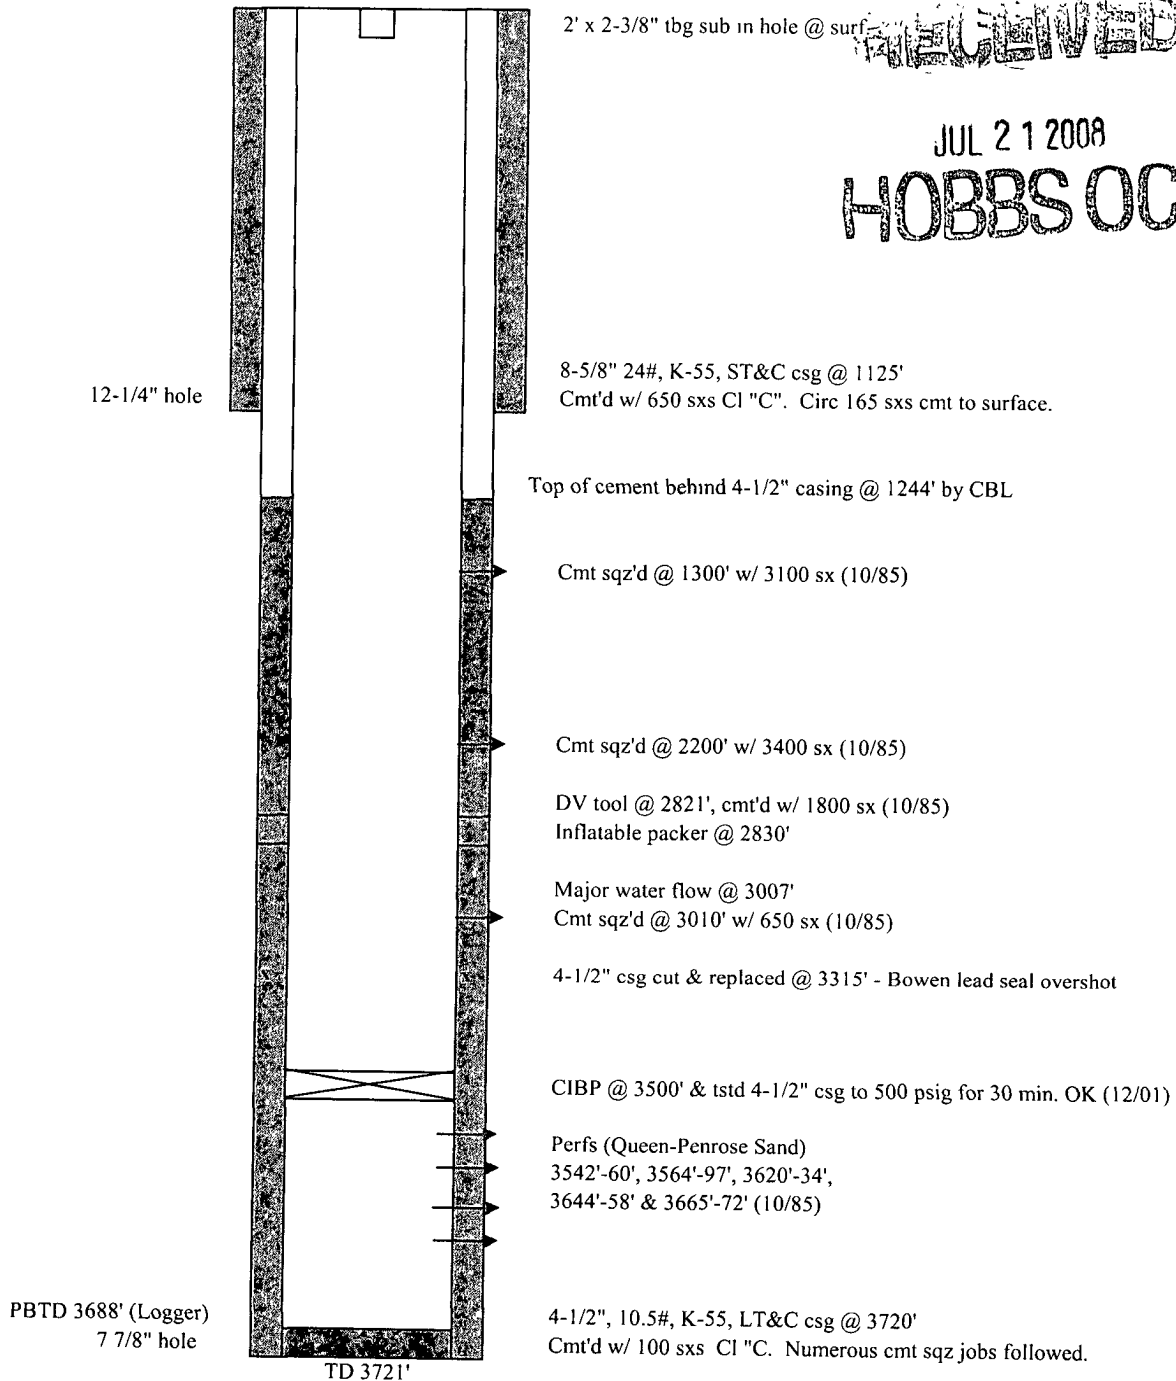 2' x 2-3/8" tbg sub in hole @ surf
RECEIVED
JUL 21 2008
HOBBS OC
12-1/4" hole
8-5/8" 24#, K-55, ST&C csg @ 1125'
Cmt'd w/ 650 sxs Cl "C". Circ 165 sxs cmt to surface.
Top of cement behind 4-1/2" casing @ 1244' by CBL
Cmt sqz'd @ 1300' w/ 3100 sx (10/85)
Cmt sqz'd @ 2200' w/ 3400 sx (10/85)
DV tool @ 2821', cmt'd w/ 1800 sx (10/85)
Inflatable packer @ 2830'
Major water flow @ 3007'
Cmt sqz'd @ 3010' w/ 650 sx (10/85)
4-1/2" csg cut & replaced @ 3315' - Bowen lead seal overshot
CIBP @ 3500' & tstd 4-1/2" csg to 500 psig for 30 min. OK (12/01)
Perfs (Queen-Penrose Sand)
3542'-60', 3564'-97', 3620'-34',
3644'-58' & 3665'-72' (10/85)
PBTD 3688' (Logger)
7 7/8" hole
4-1/2", 10.5#, K-55, LT&C csg @ 3720'
Cmt'd w/ 100 sxs Cl "C. Numerous cmt sqz jobs followed.
TD 3721'